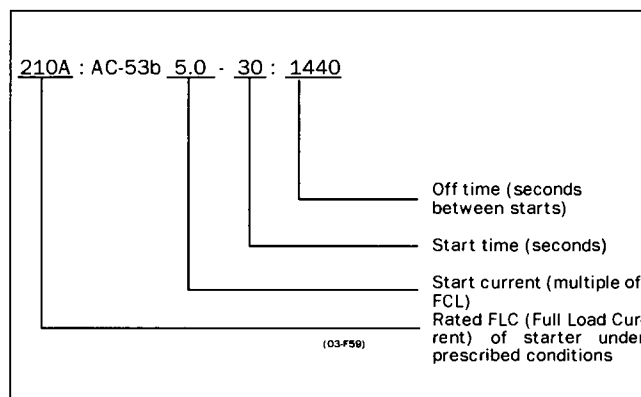 210A : AC-53b 5.0 - 30 : 1440
Off time (seconds
between starts)
Start time (seconds)
Start current (multiple of
FCL)
Rated FLC (Full Load Cur-
rent) of starter under
prescribed conditions
(03-F59)